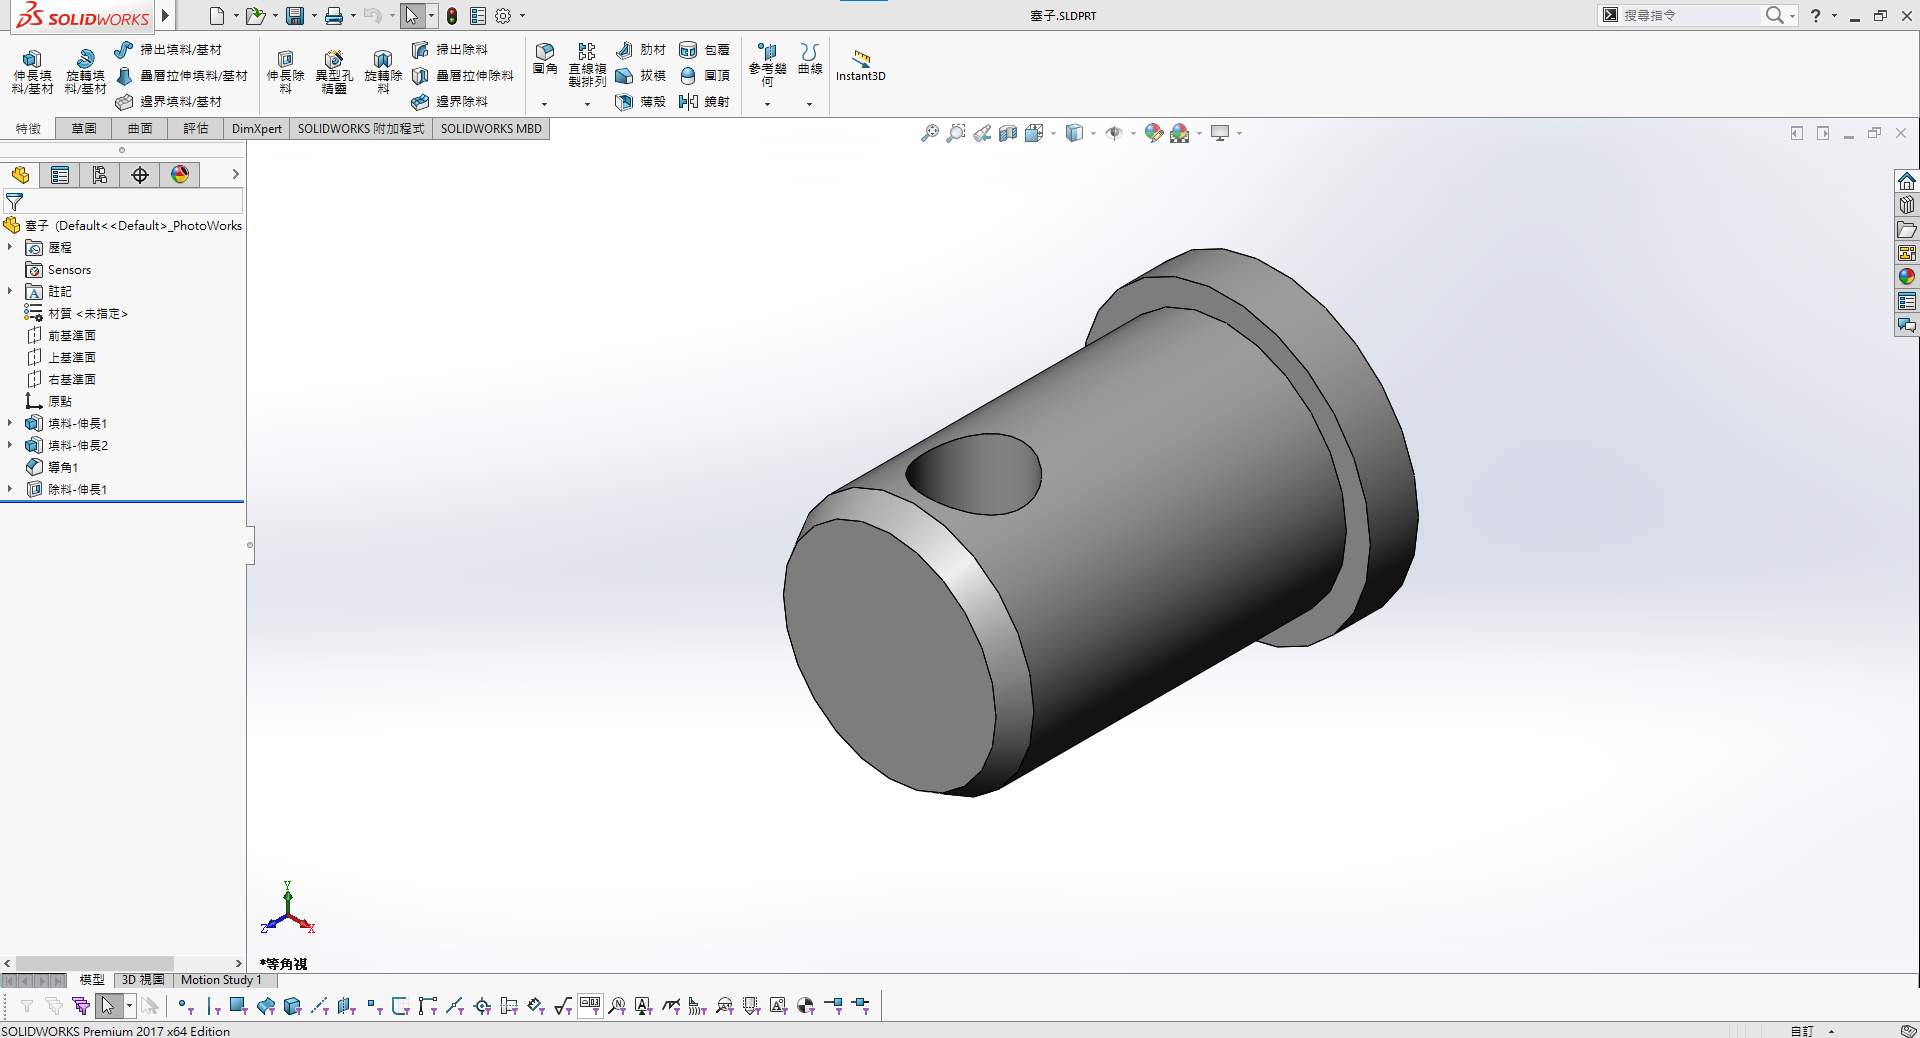 SOLIDWORKS
塞子.SLDPRT
搜尋指令
伸長填料/基材
旋轉填料/基材
掃出填料/基材
疊層拉伸填料/基材
邊界填料/基材
伸長除料
異型孔精靈
旋轉除料
掃出除料
疊層拉伸除料
邊界除料
圓角
直線複製排列
肋材
拔模
薄殼
包覆
圓頂
鏡射
參考幾何
曲線
Instant3D
特徵 草圖 曲面 評估 DimXpert SOLIDWORKS 附加程式 SOLIDWORKS MBD
塞子 (Default<<Default>_PhotoWorks
歷程
Sensors
註記
材質 <未指定>
前基準面
上基準面
右基準面
原點
填料-伸長1
填料-伸長2
導角1
除料-伸長1
Y
Z X
*等角視
模型 3D 視圖 Motion Study 1
SOLIDWORKS Premium 2017 x64 Edition
自訂